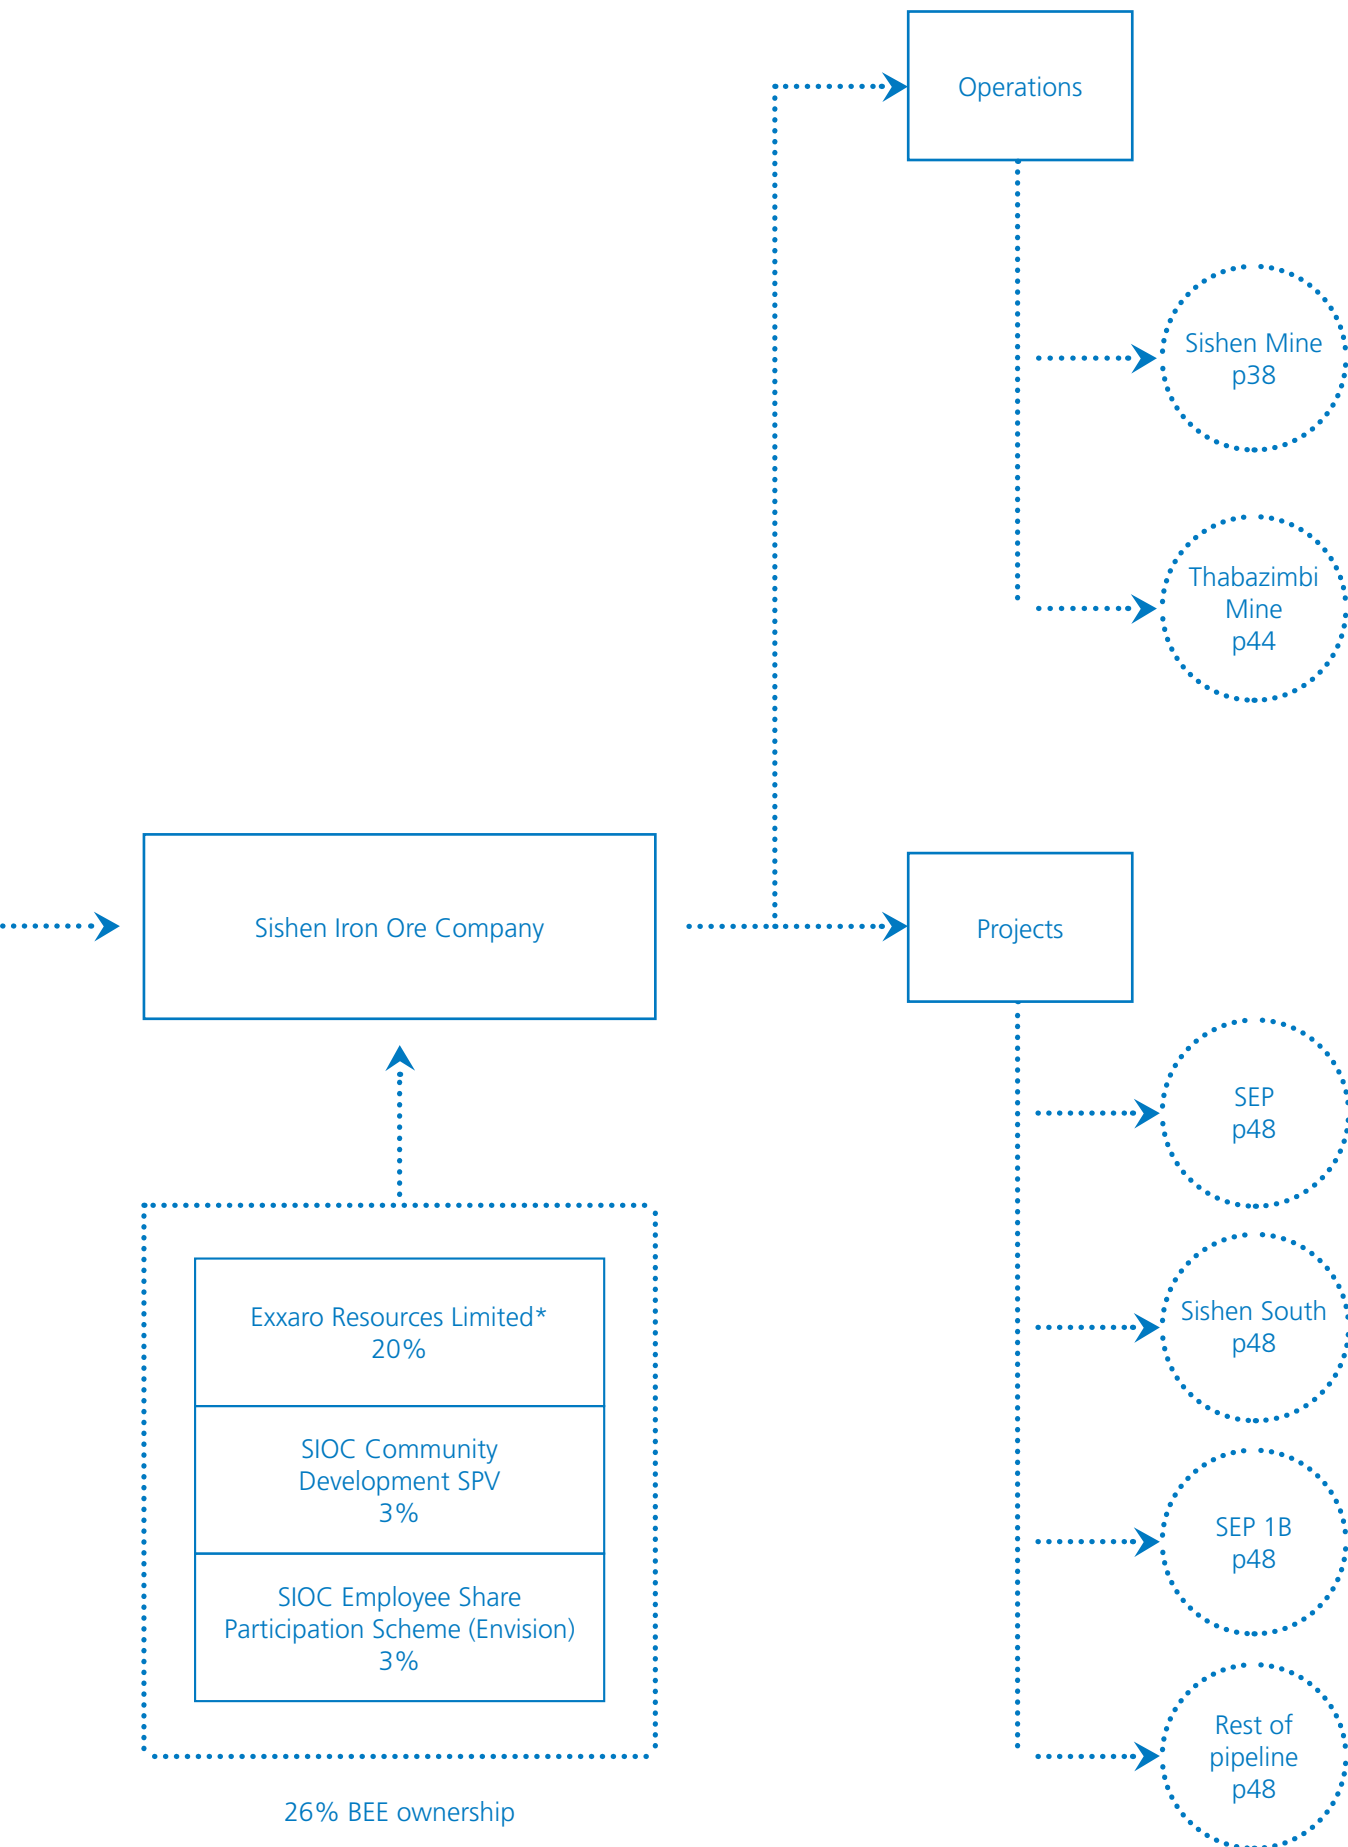 Operations
Sishen Mine
p38
Thabazimbi
Mine
p44
Sishen Iron Ore Company
Projects
SEP
p48
Sishen South
p48
SEP 1B
p48
Rest of
pipeline
p48
Exxaro Resources Limited*
20%
SIOC Community
Development SPV
3%
SIOC Employee Share
Participation Scheme (Envision)
3%
26% BEE ownership